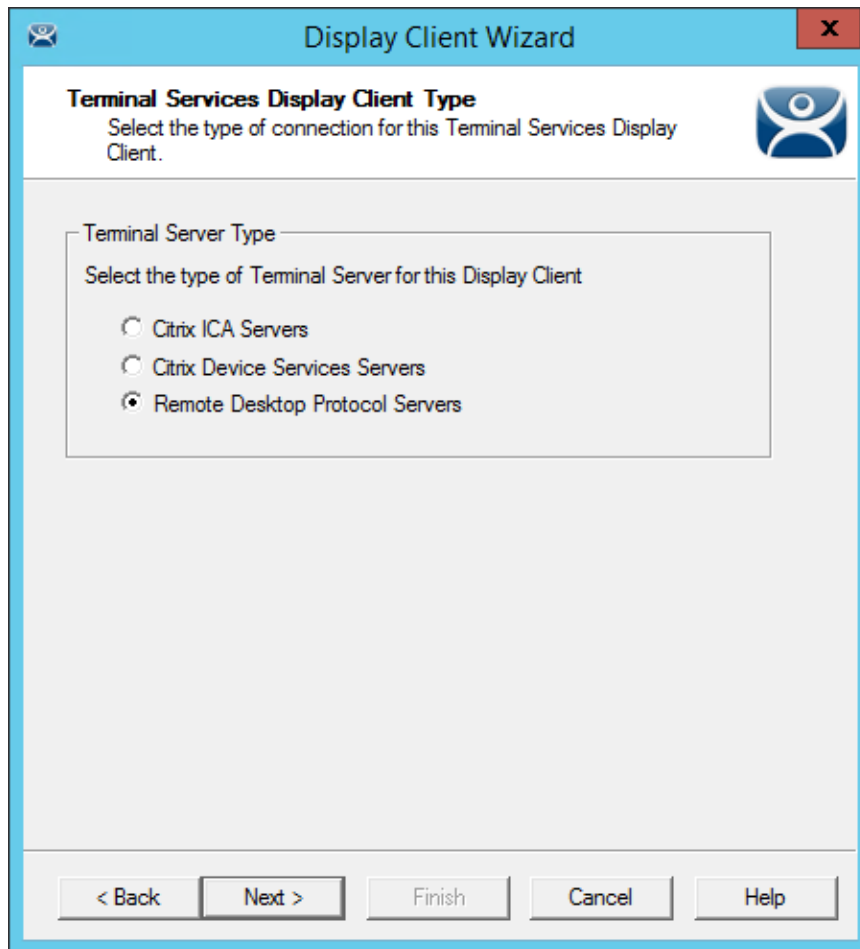 Display Client Wizard
x
Terminal Services Display Client Type
Select the type of connection for this Terminal Services Display
Client.
Terminal Server Type
Select the type of Terminal Server for this Display Client
Citrix ICA Servers
Citrix Device Services Servers
Remote Desktop Protocol Servers
< Back
Next >
Finish
Cancel
Help